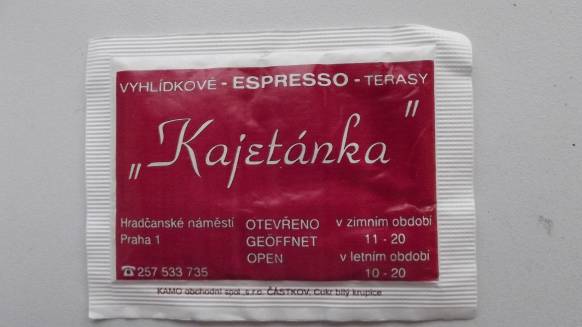 VYHLÍDKOVÉ - ESPRESSO - TERASY
„Kajetánka"
Hradčanské náměstí OTEVŘENO v zimním období
Praha 1 GEÖFFNET 11 - 20
OPEN v letním období
☎257 533 735 10 - 20
KAMO obchodní spol .s.r.o. ČÁSTKOV, Cukr bílý krupice